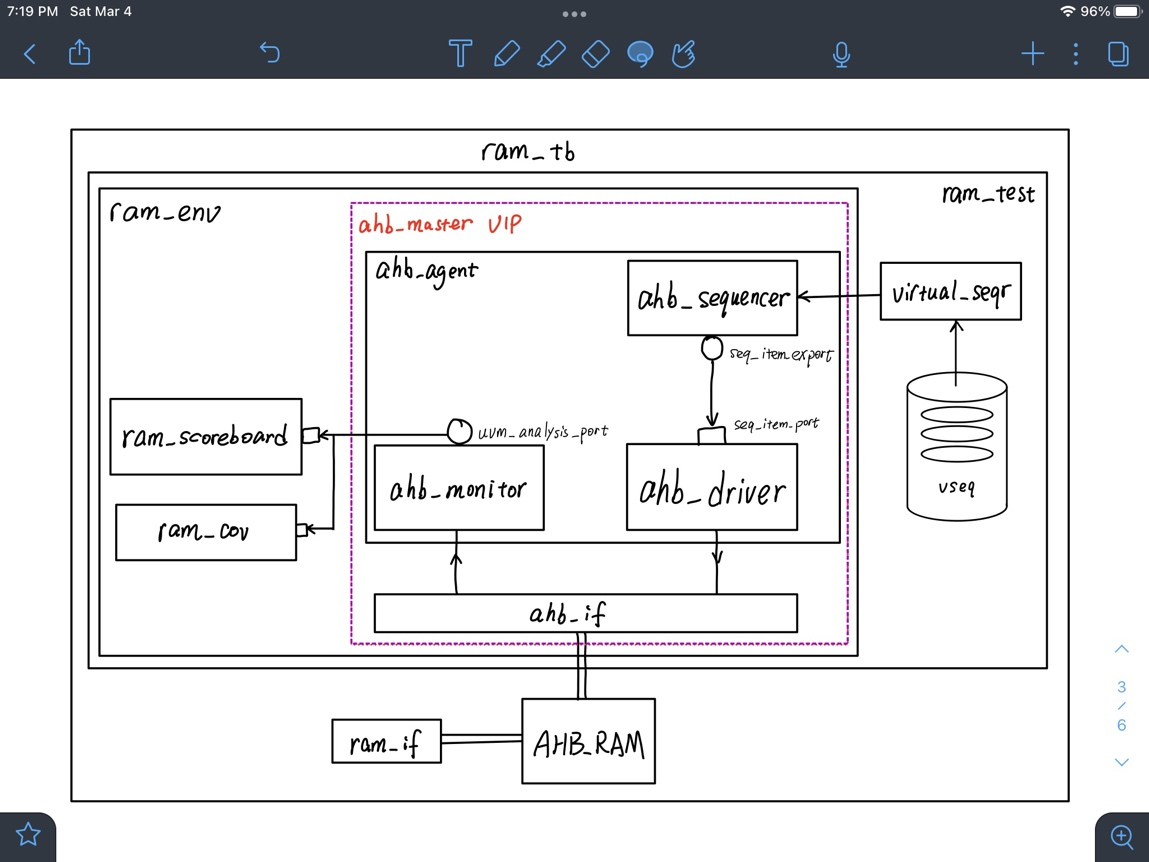 7:19 PM Sat Mar 4
96%
ram_tb
ram_test
ram_env
ahb_master VIP
ahb_agent
ahb_sequencer
virtual_seqr
seq_item_export
seq_item_port
uvm_analysis_port
ram_scoreboard
ahb_monitor
ahb_driver
vseq
ram_cov
ahb_if
3
/
6
ram_if
AHB_RAM